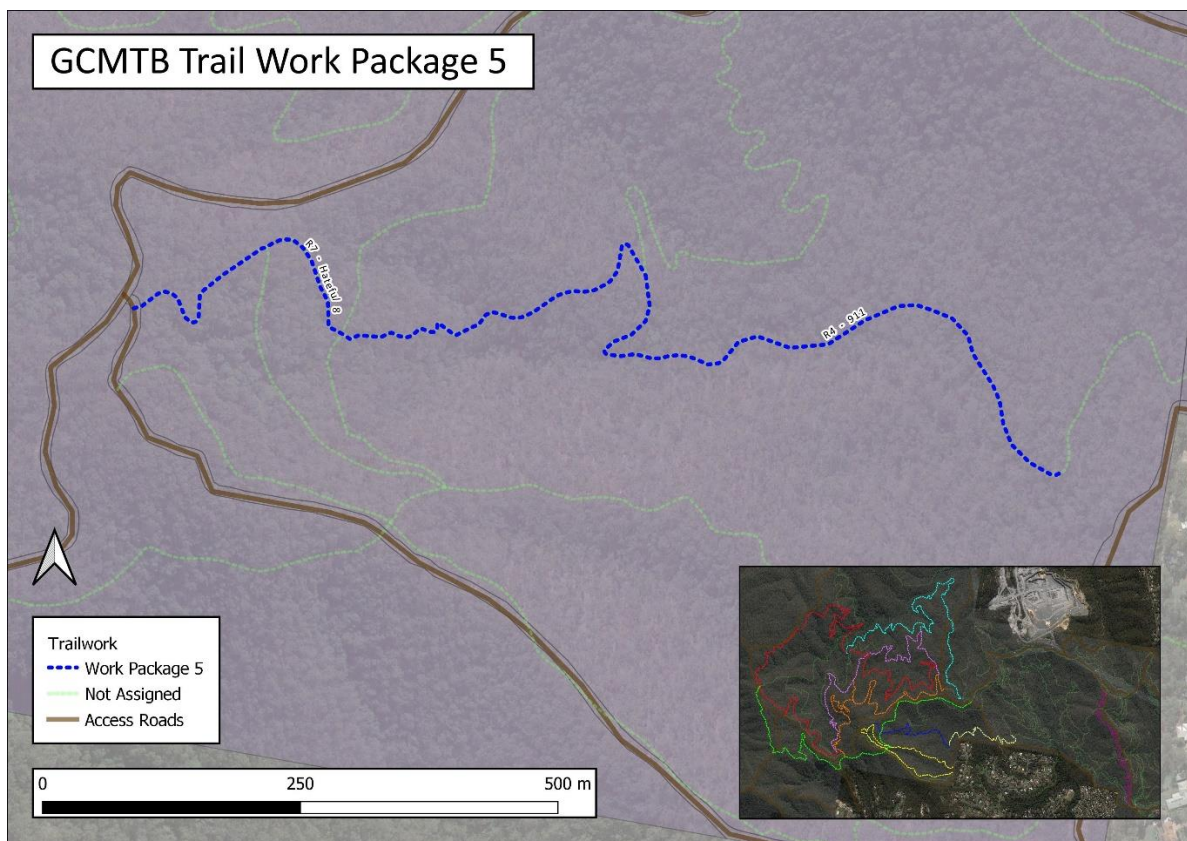 GCMTB Trail Work Package 5
R7 - Hateful 8
R4 - 911
Trailwork
Work Package 5
Not Assigned
Access Roads
0 250 500 m